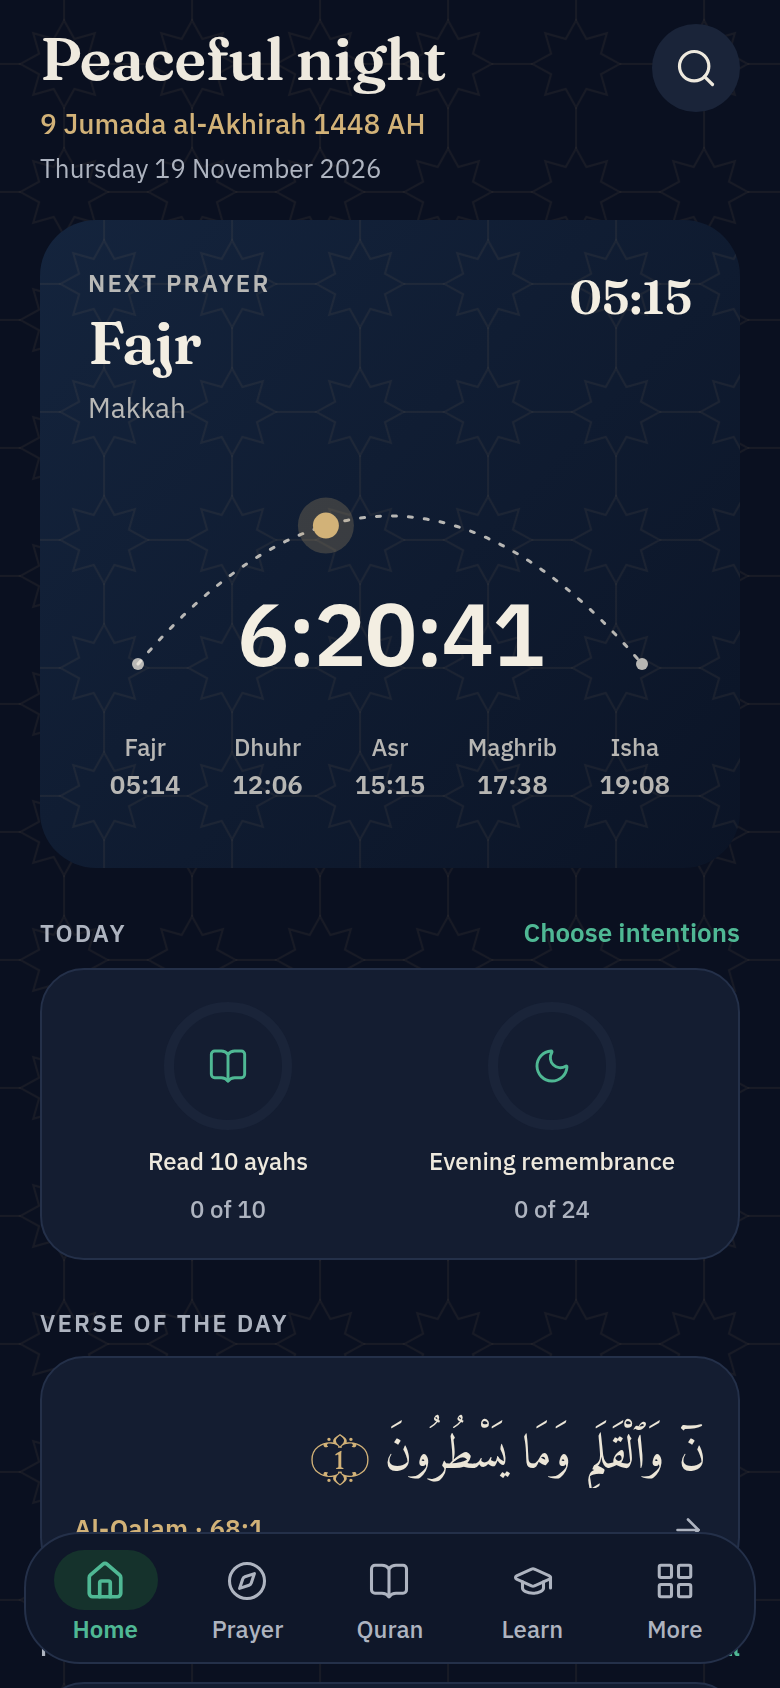 Peaceful night
9 Jumada al-Akhirah 1448 AH
Thursday 19 November 2026
NEXT PRAYER
05:15
Fajr
Makkah
6:20:41
Fajr Dhuhr Asr Maghrib Isha
05:14 12:06 15:15 17:38 19:08
TODAY Choose intentions
Read 10 ayahs Evening remembrance
0 of 10 0 of 24
VERSE OF THE DAY
نٓ وَٱلْقَلَمِ وَمَا يَسْطُرُونَ 1
Al-Qalam · 68:1
Home Prayer Quran Learn More